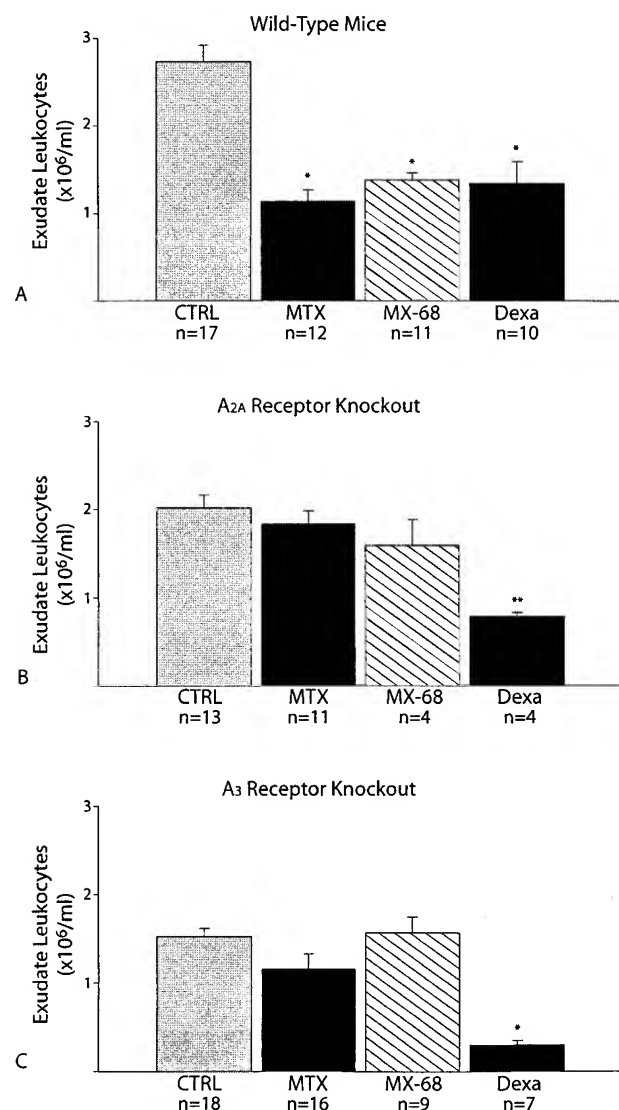 Wild-Type Mice
3
2
1
Exudate Leukocytes
(x10⁶/ml)
*
*
*
A
CTRL MTX MX-68 Dexa
n=17 n=12 n=11 n=10
A2A Receptor Knockout
3
2
1
Exudate Leukocytes
(x10⁶/ml)
**
B
CTRL MTX MX-68 Dexa
n=13 n=11 n=4 n=4
A3 Receptor Knockout
3
2
1
Exudate Leukocytes
(x10⁶/ml)
*
C
CTRL MTX MX-68 Dexa
n=18 n=16 n=9 n=7